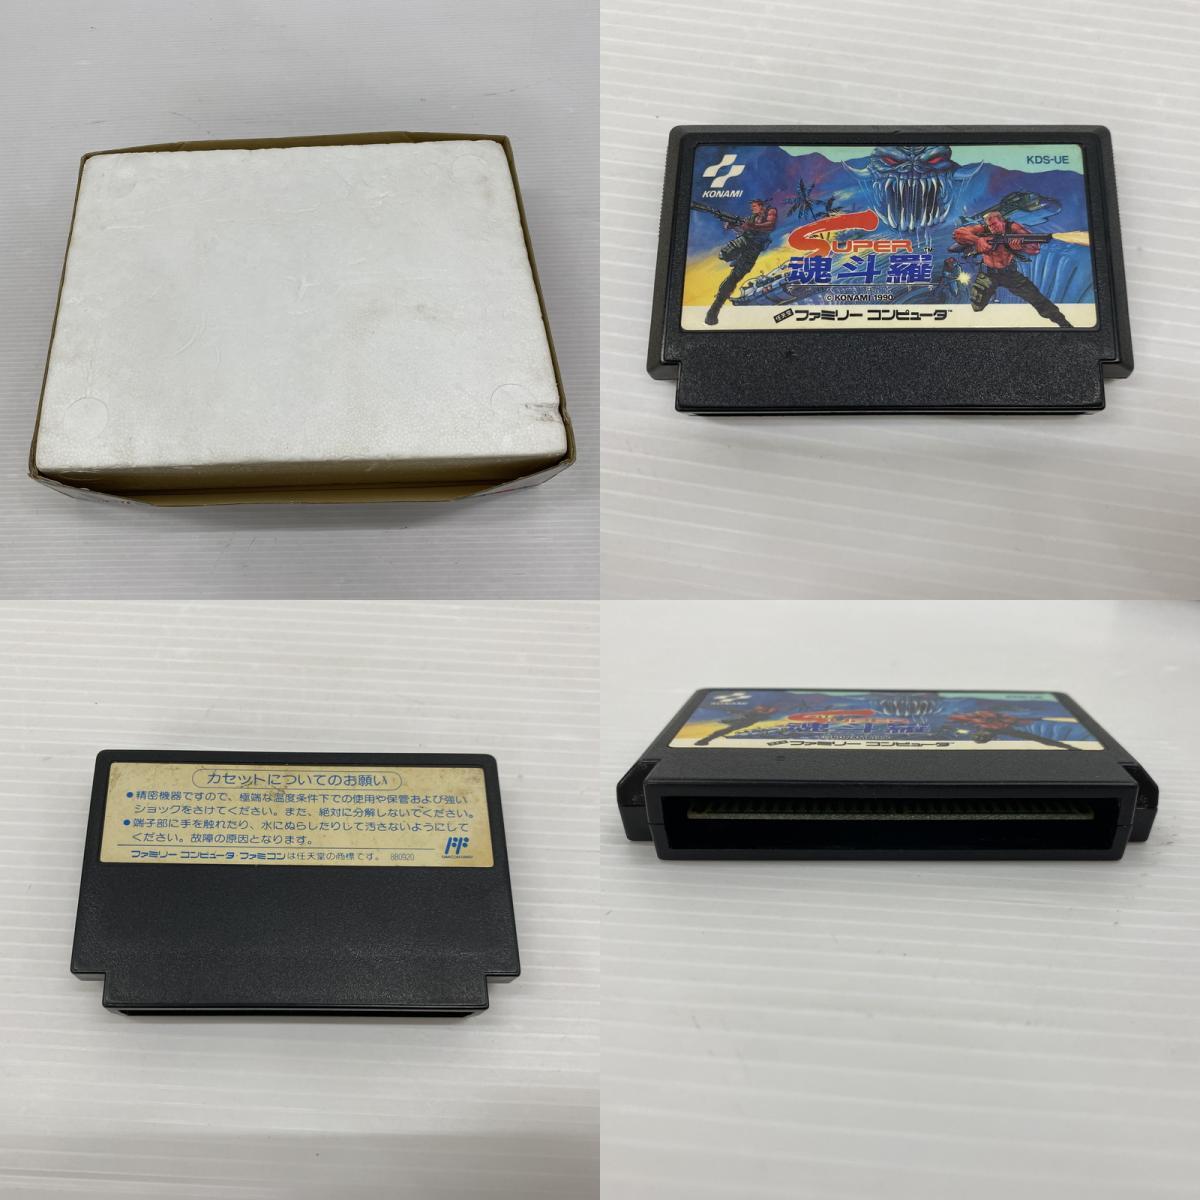 KONAMI
KDS-UE
SUPER TM
魂斗羅
© KONAMI 1990
任天堂 ファミリー コンピュータ™
カセットについてのお願い
●精密機器ですので、極端な温度条件下での使用や保管および強い
ショックをさけてください。また、絶対に分解しないでください。
●端子部に手を触れたり、水にぬらしたりして汚さないようにして
ください。故障の原因となります。
ファミリー コンピュータ・ファミコンは任天堂の商標です。 880920
KONAMI
SUPER
魂斗羅
ファミリー コンピュータ